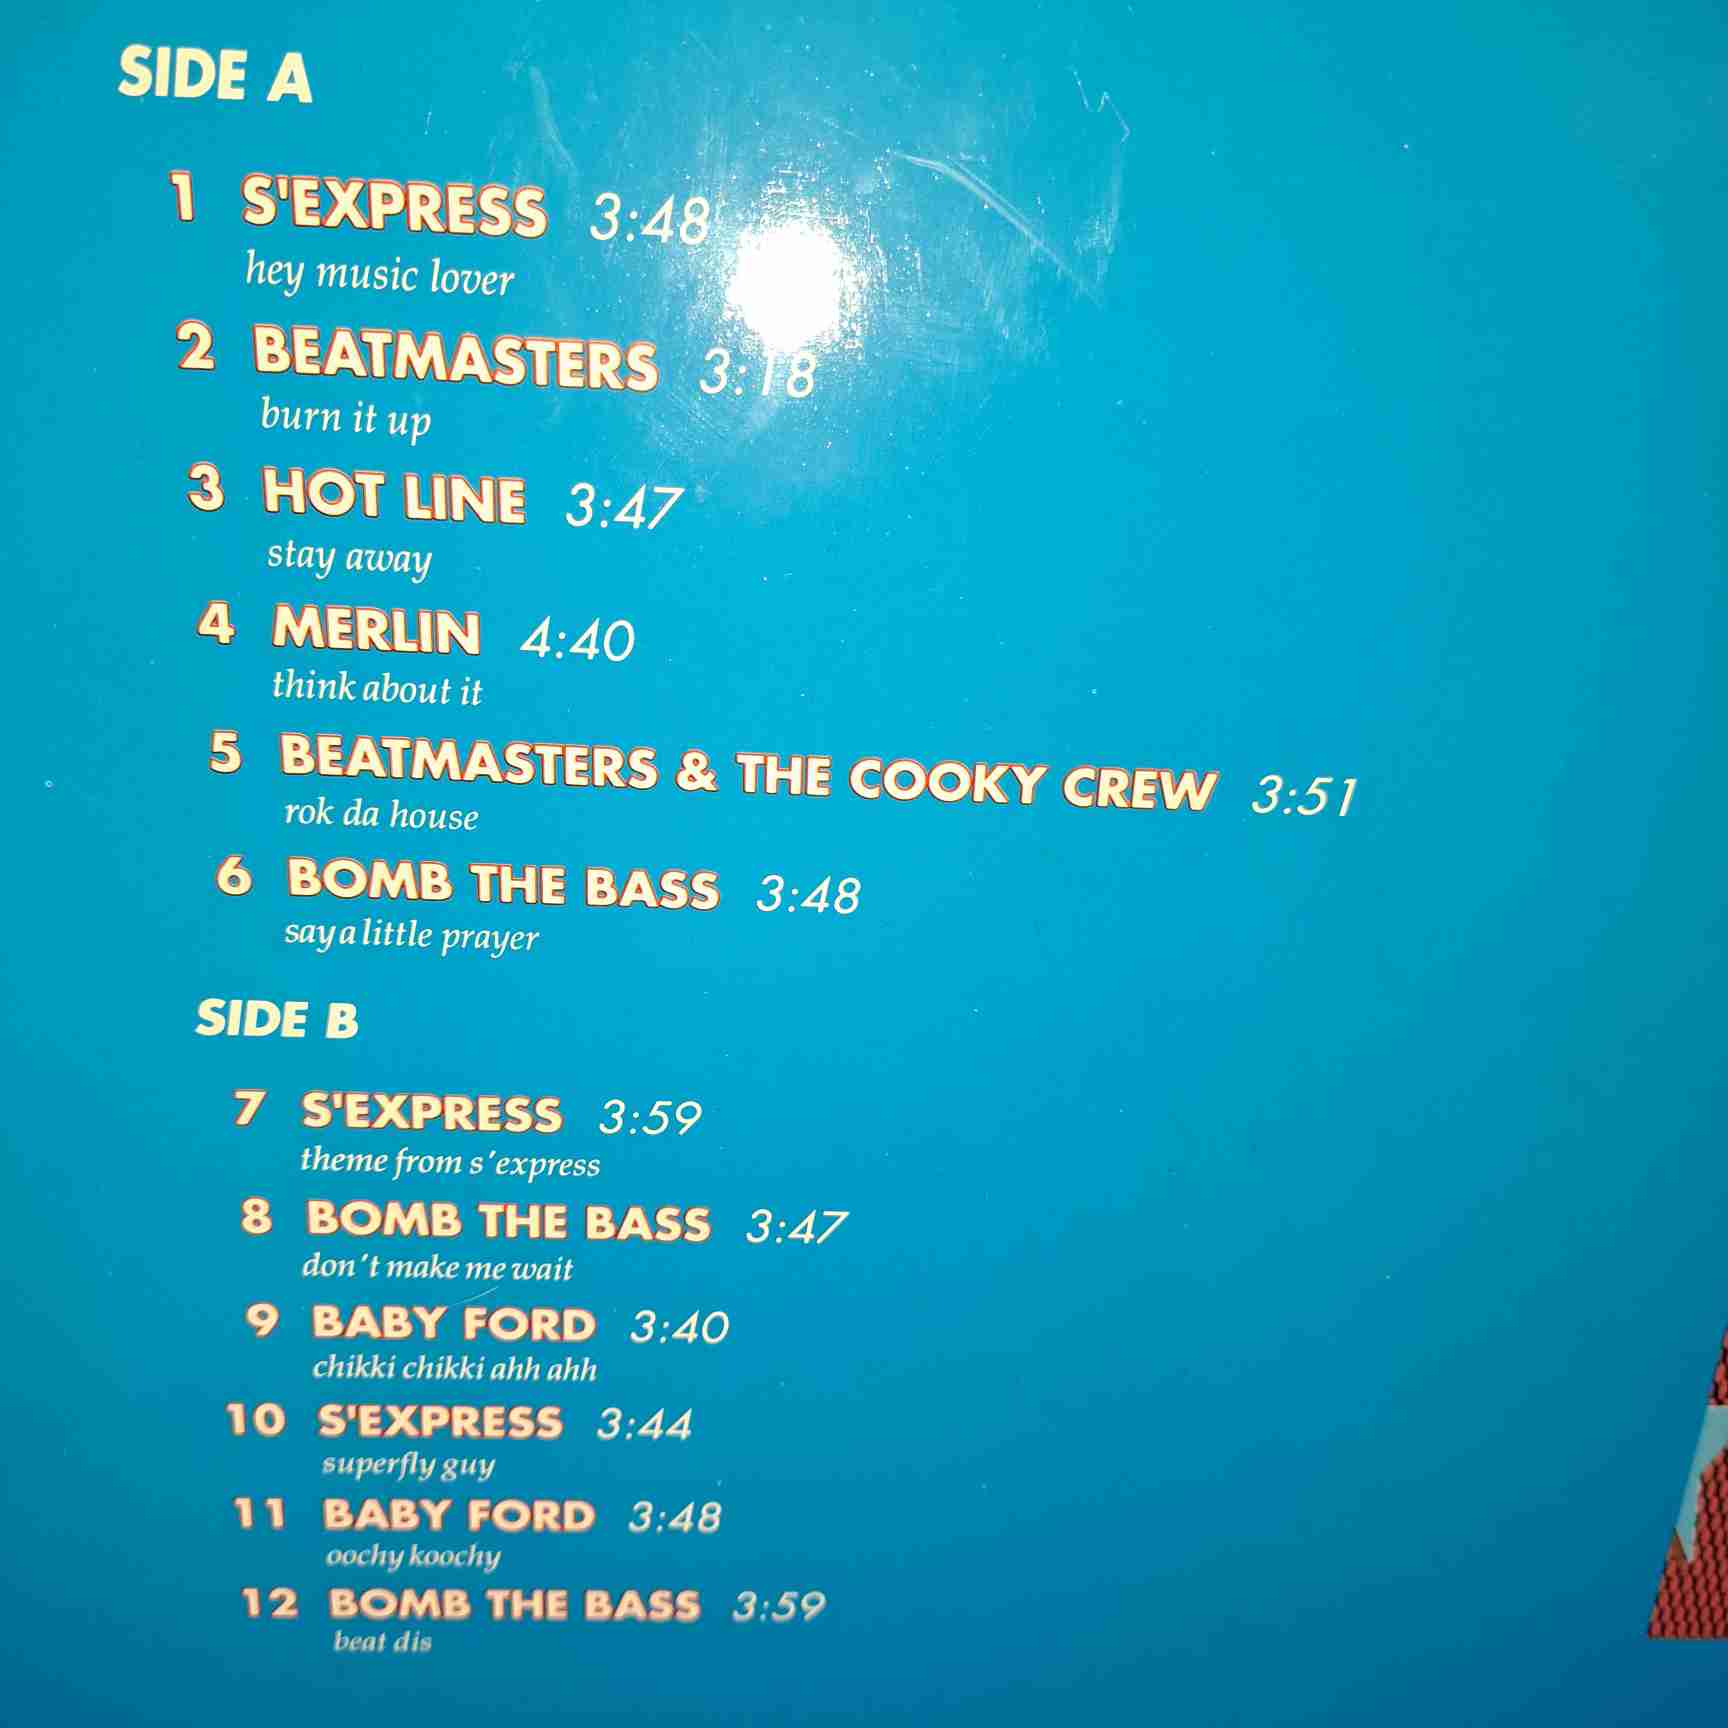 SIDE A
1 S'EXPRESS 3:48
hey music lover
2 BEATMASTERS 3:18
burn it up
3 HOT LINE 3:47
stay away
4 MERLIN 4:40
think about it
5 BEATMASTERS & THE COOKY CREW 3:51
rok da house
6 BOMB THE BASS 3:48
say a little prayer
SIDE B
7 S'EXPRESS 3:59
theme from s'express
8 BOMB THE BASS 3:47
don't make me wait
9 BABY FORD 3:40
chikki chikki ahh ahh
10 S'EXPRESS 3:44
superfly guy
11 BABY FORD 3:48
oochy koochy
12 BOMB THE BASS 3:59
beat dis